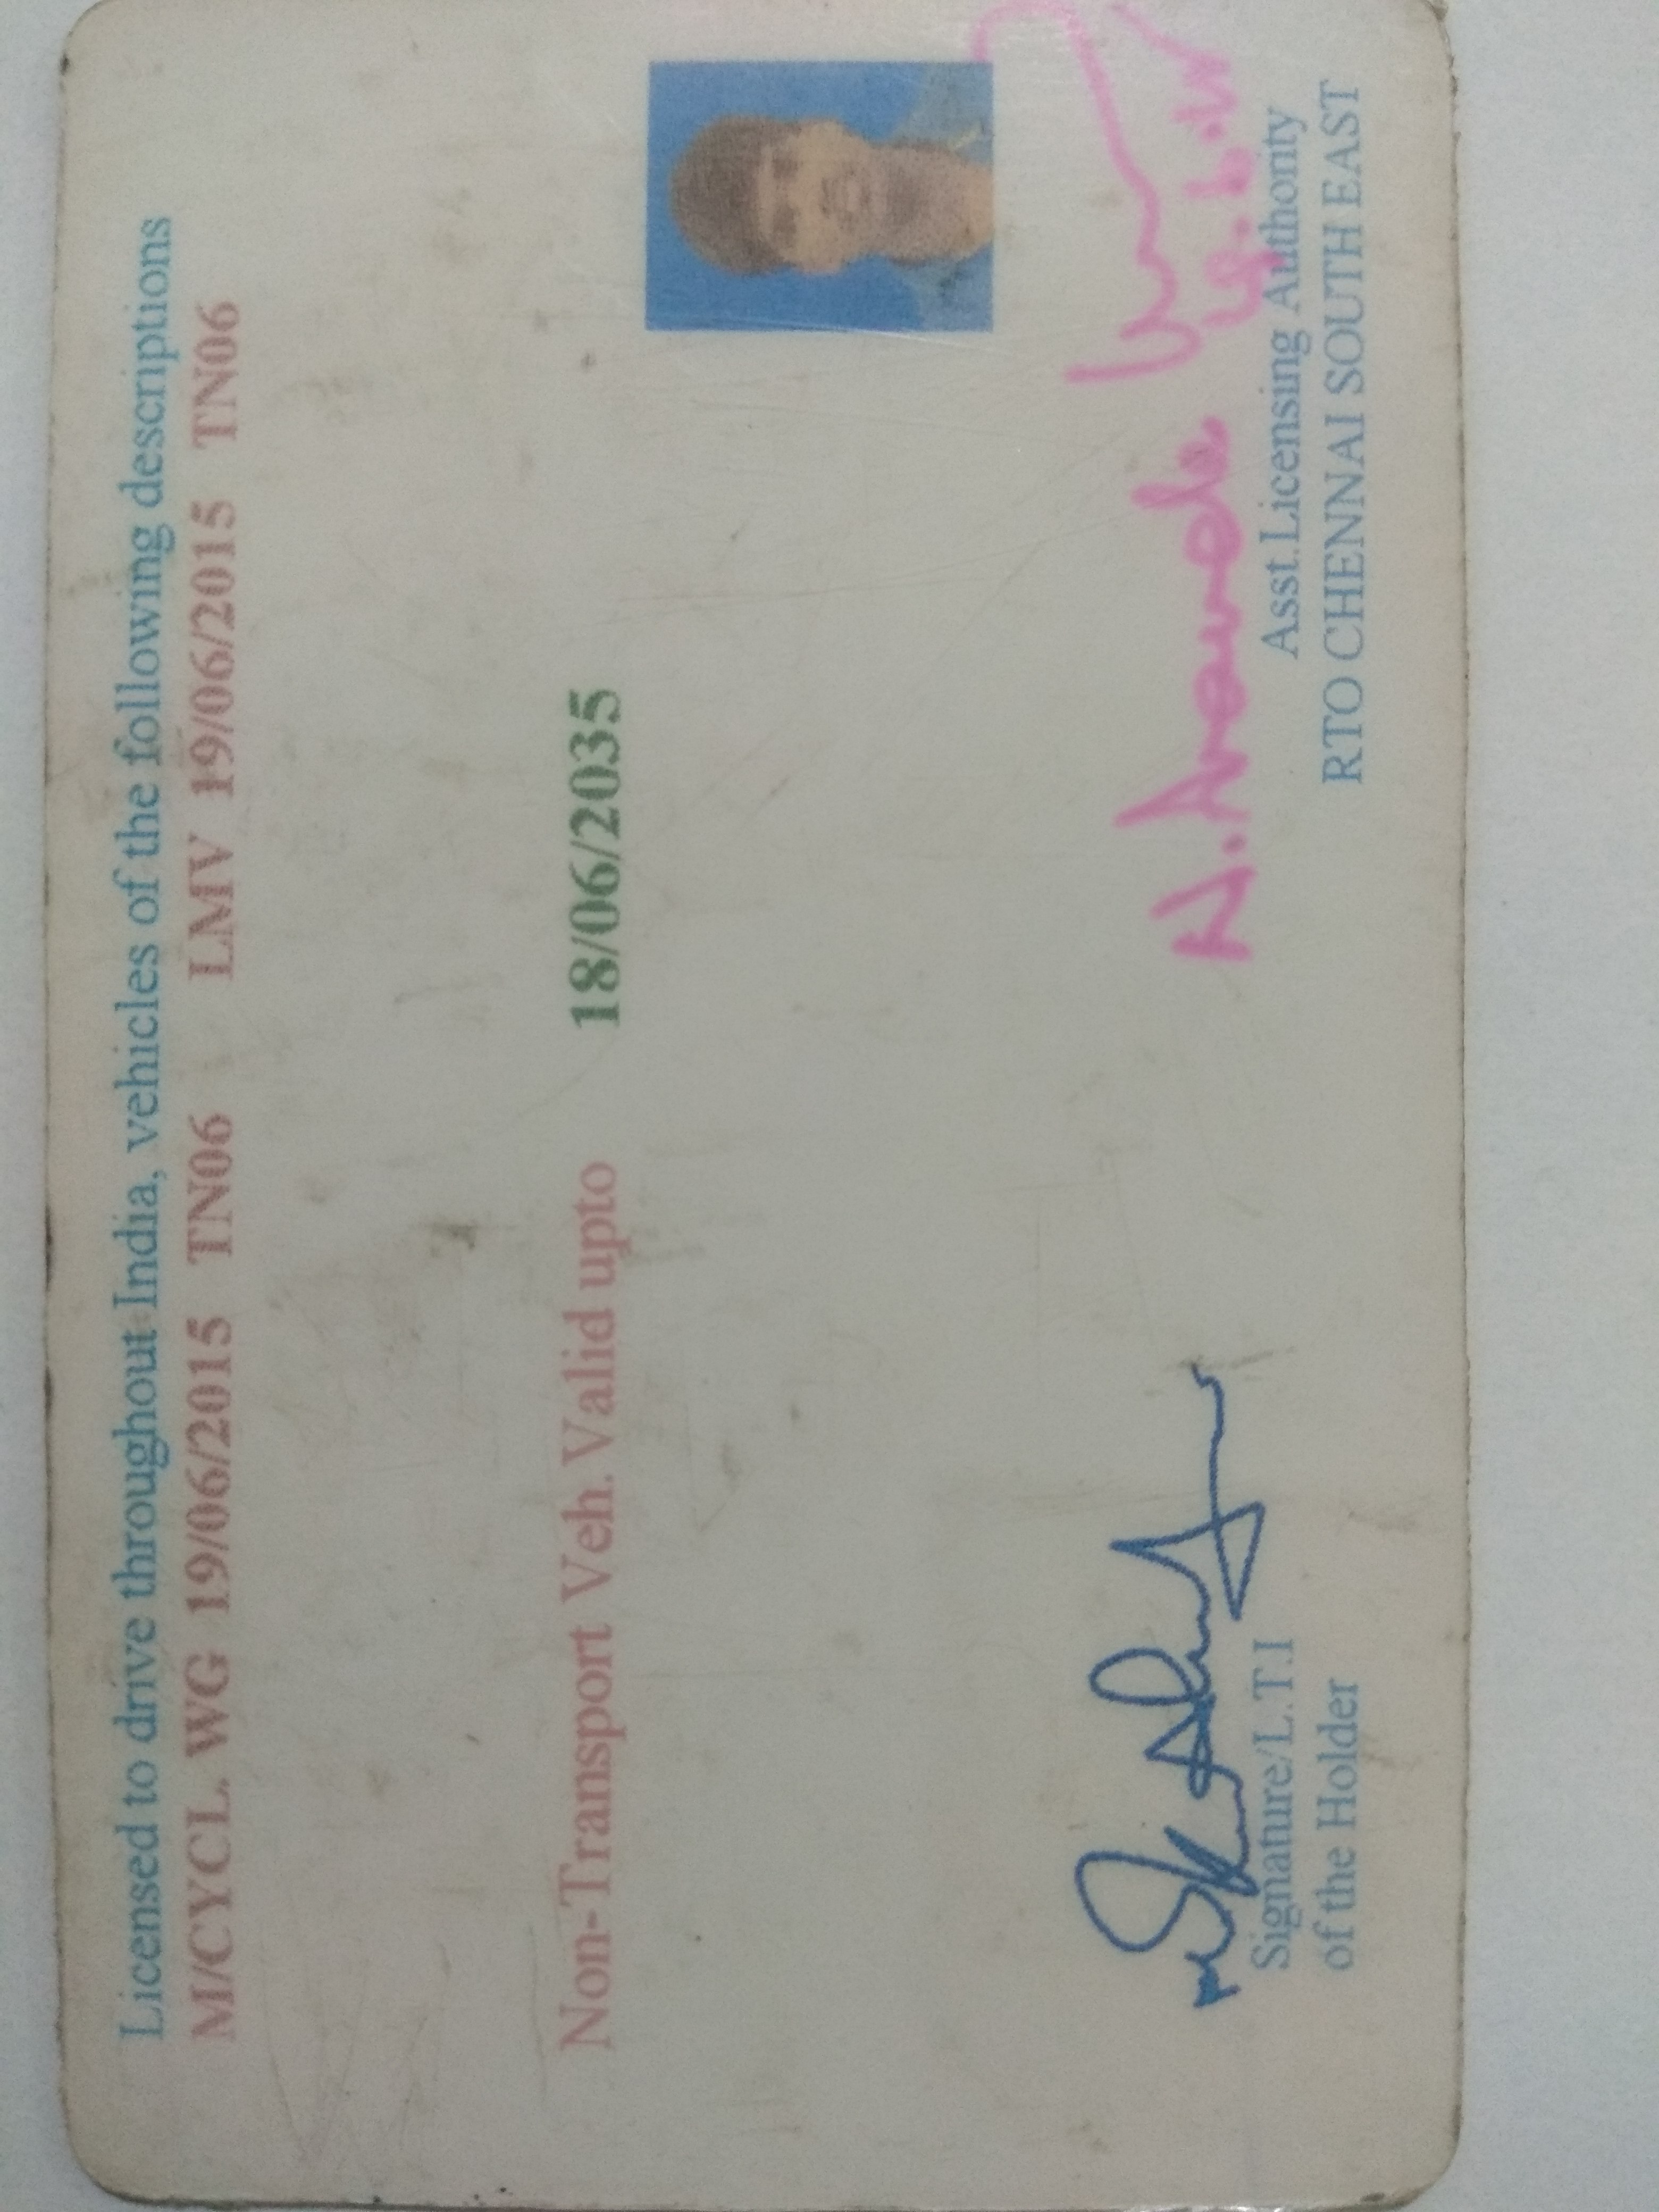 Licensed to drive throughout India, vehicles of the following descriptions
M/CYCL. WG 19/06/2015 TN06 LMV 19/06/2015 TN06
Non-Transport Veh. Valid upto 18/06/2035
Signature/L.T.I
of the Holder
Asst.Licensing Authority
RTO CHENNAI SOUTH EAST